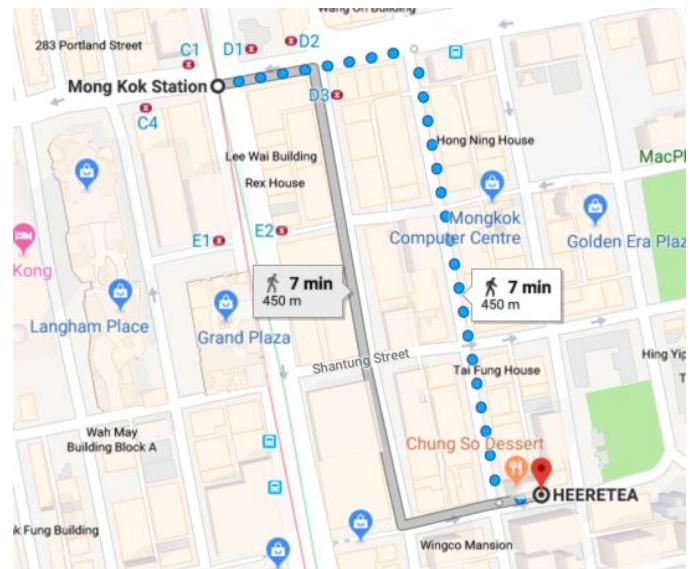 Wang On Building
283 Portland Street
C1
D1
D2
Mong Kok Station
C4
D3
Hong Ning House
Lee Wai Building
Rex House
MacP
Mongkok
Computer Centre
Golden Era Plaz
E1
E2
Kong
7 min
450 m
7 min
450 m
Langham Place
Grand Plaza
Shantung Street
Hing Yip
T
Tai Fung House
Wah May
Building Block A
Chung So Dessert
HEERETEA
k Fung Building
Wingco Mansion